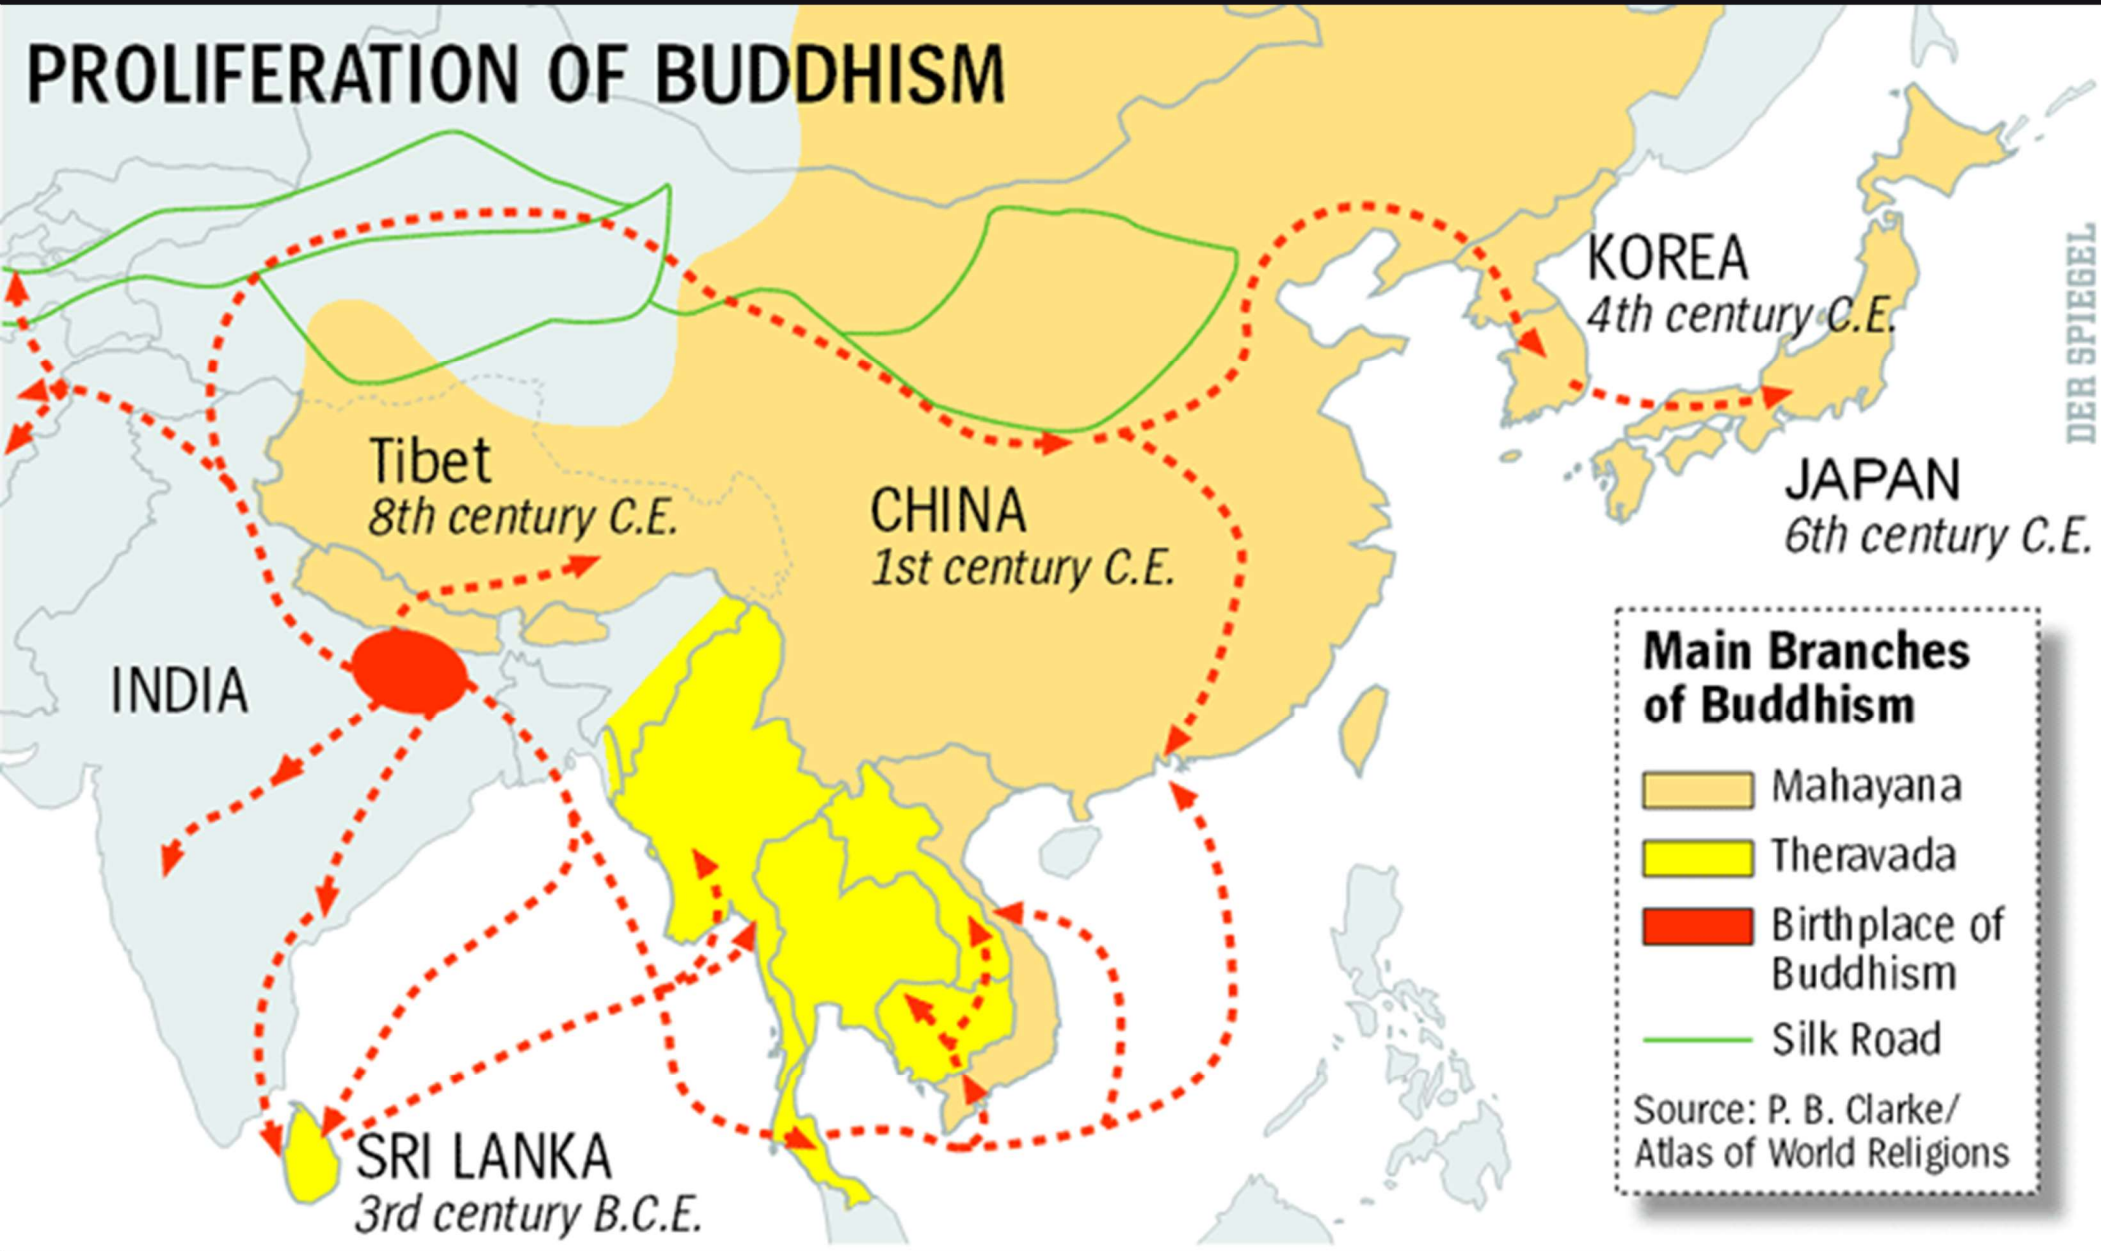 PROLIFERATION OF BUDDHISM
KOREA
4th century C.E.
DER SPIEGEL
Tibet
8th century C.E.
CHINA
1st century C.E.
JAPAN
6th century C.E.
INDIA
SRI LANKA
3rd century B.C.E.
Main Branches
of Buddhism
Mahayana
Theravada
Birthplace of
Buddhism
Silk Road
Source: P. B. Clarke/
Atlas of World Religions